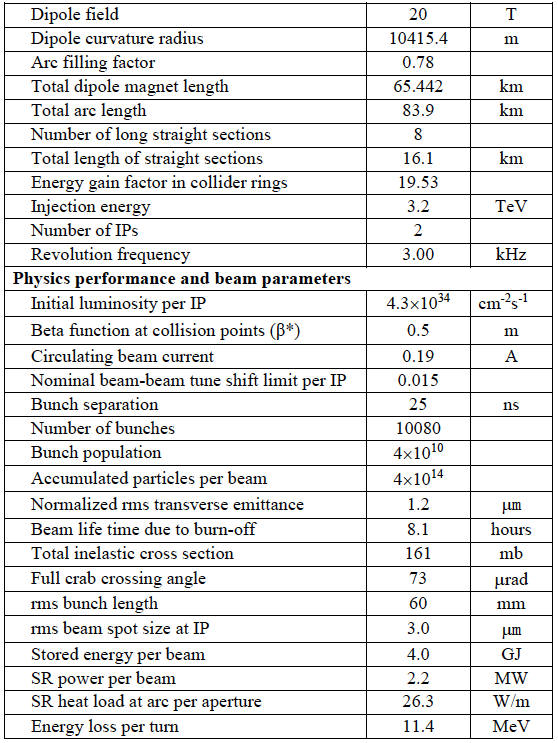 Dipole field 20 T
Dipole curvature radius 10415.4 m
Arc filling factor 0.78
Total dipole magnet length 65.442 km
Total arc length 83.9 km
Number of long straight sections 8
Total length of straight sections 16.1 km
Energy gain factor in collider rings 19.53
Injection energy 3.2 TeV
Number of IPs 2
Revolution frequency 3.00 kHz
Physics performance and beam parameters
Initial luminosity per IP 4.3×10³⁴ cm⁻²s⁻¹
Beta function at collision points (β*) 0.5 m
Circulating beam current 0.19 A
Nominal beam-beam tune shift limit per IP 0.015
Bunch separation 25 ns
Number of bunches 10080
Bunch population 4×10¹⁰
Accumulated particles per beam 4×10¹⁴
Normalized rms transverse emittance 1.2 μm
Beam life time due to burn-off 8.1 hours
Total inelastic cross section 161 mb
Full crab crossing angle 73 μrad
rms bunch length 60 mm
rms beam spot size at IP 3.0 μm
Stored energy per beam 4.0 GJ
SR power per beam 2.2 MW
SR heat load at arc per aperture 26.3 W/m
Energy loss per turn 11.4 MeV